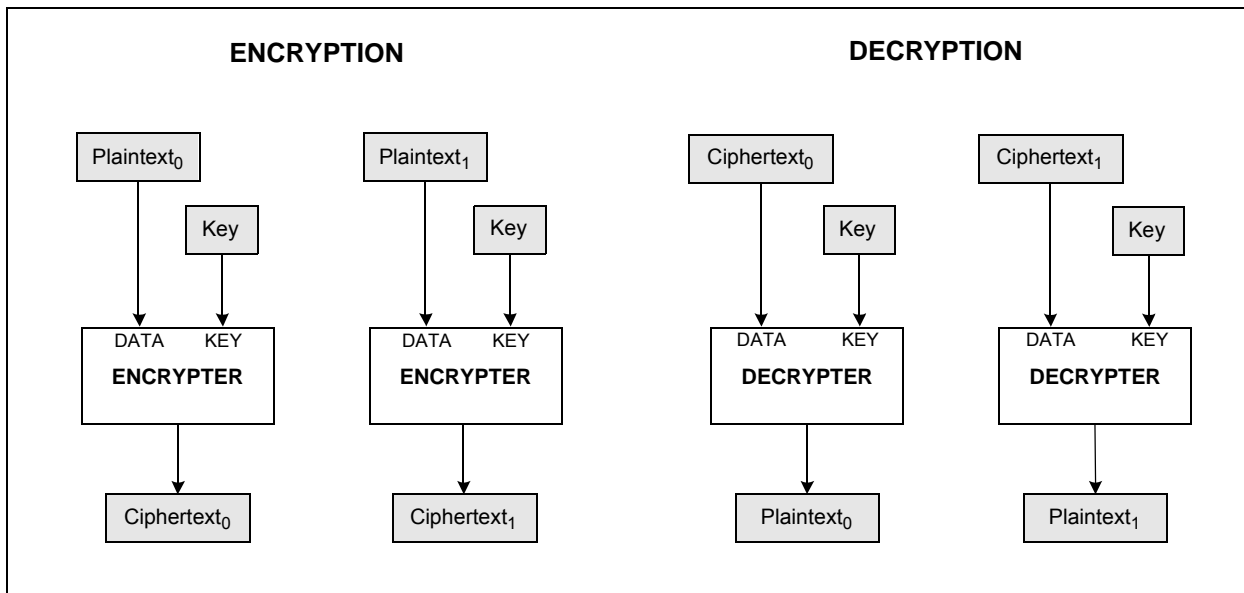 ENCRYPTION
Plaintext₀
Key
DATA KEY
ENCRYPTER
Ciphertext₀
Plaintext₁
Key
DATA KEY
ENCRYPTER
Ciphertext₁
DECRYPTION
Ciphertext₀
Key
DATA KEY
DECRYPTER
Plaintext₀
Ciphertext₁
Key
DATA KEY
DECRYPTER
Plaintext₁